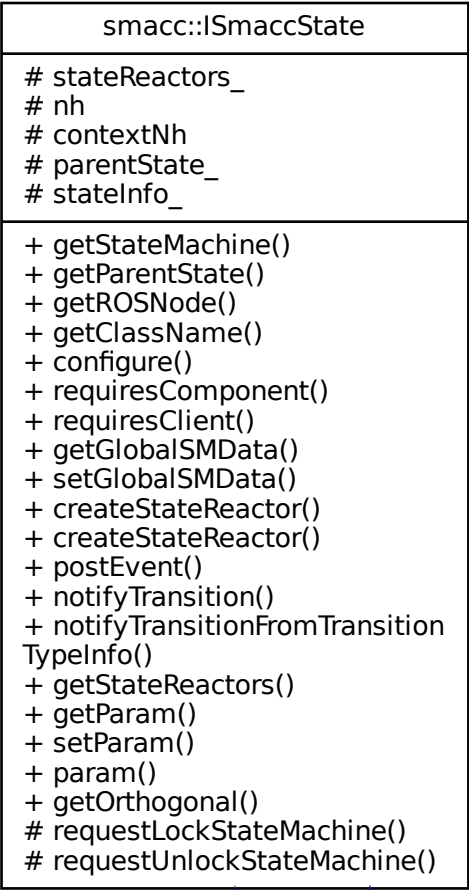 smacc::ISmaccState
# stateReactors_
# nh
# contextNh
# parentState_
# stateInfo_
+ getStateMachine()
+ getParentState()
+ getROSNode()
+ getClassName()
+ configure()
+ requiresComponent()
+ requiresClient()
+ getGlobalSMData()
+ setGlobalSMData()
+ createStateReactor()
+ createStateReactor()
+ postEvent()
+ notifyTransition()
+ notifyTransitionFromTransition
TypeInfo()
+ getStateReactors()
+ getParam()
+ setParam()
+ param()
+ getOrthogonal()
# requestLockStateMachine()
# requestUnlockStateMachine()